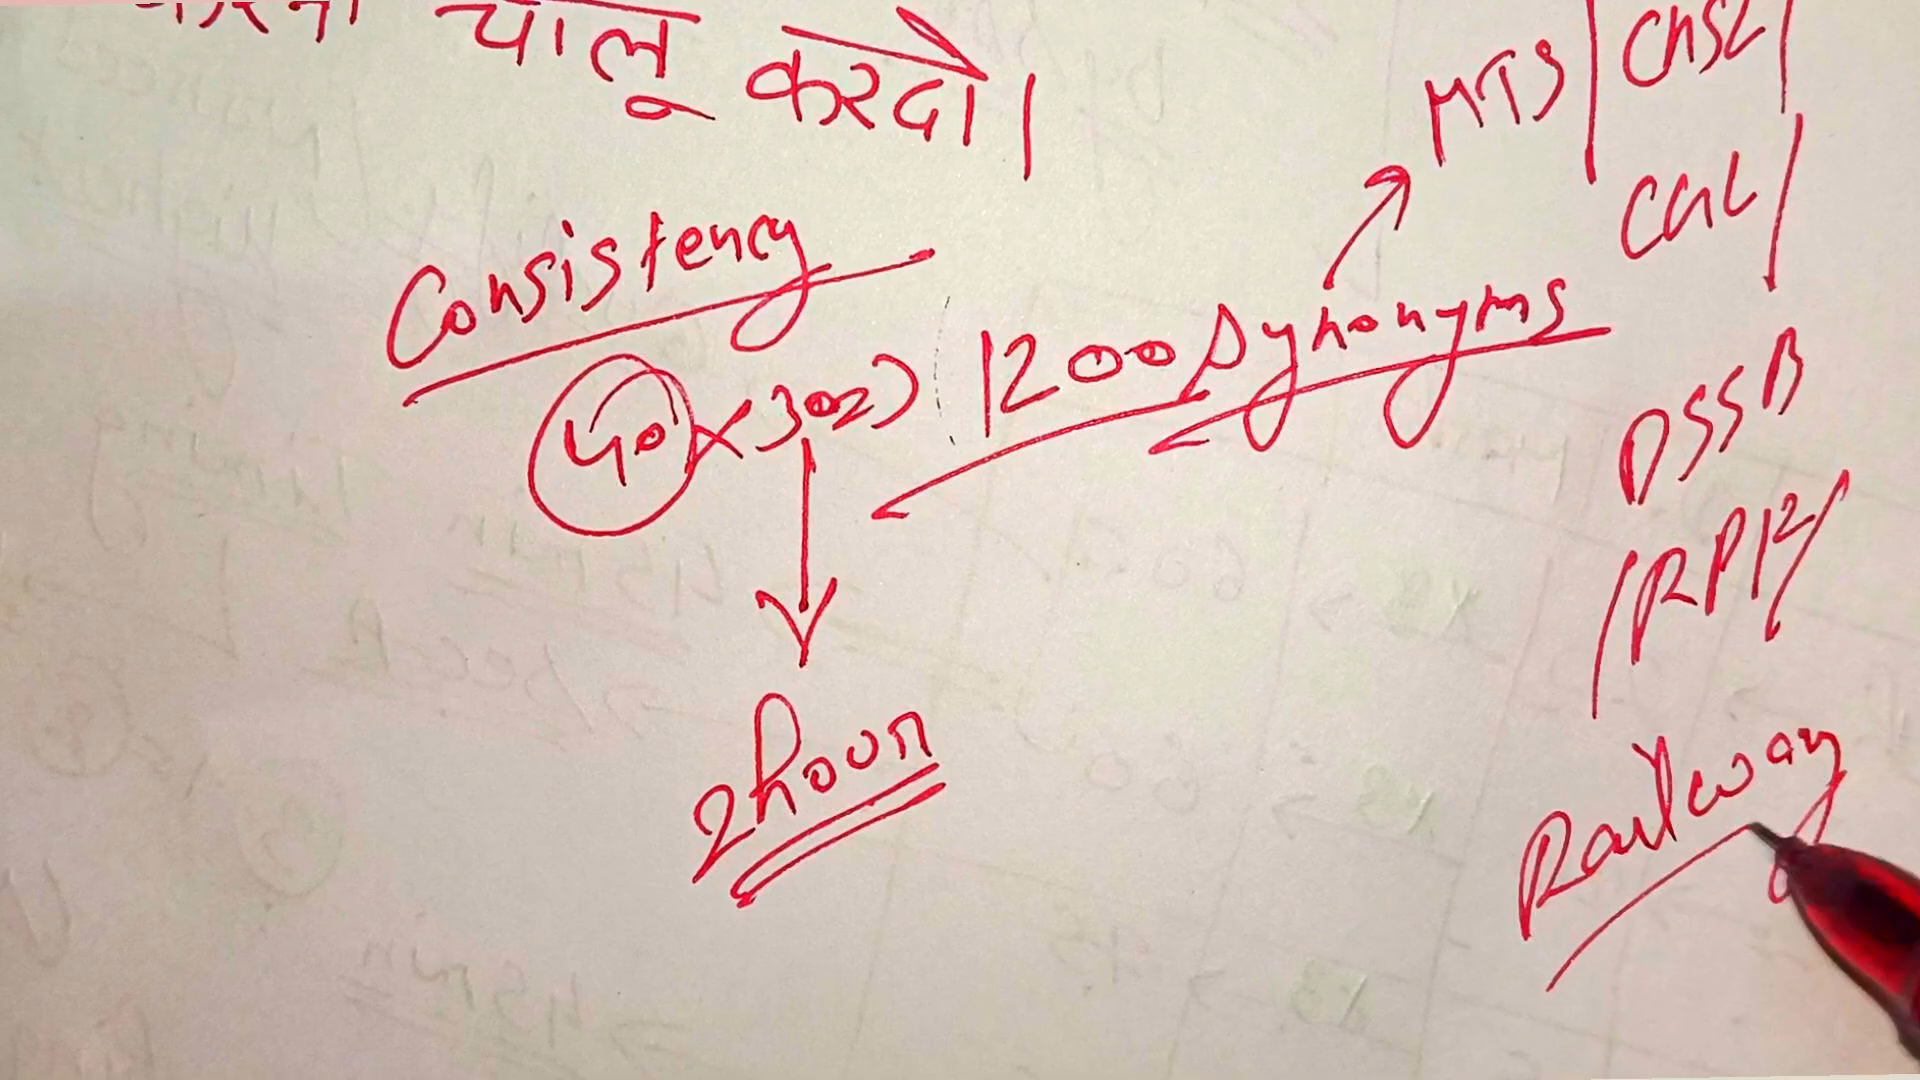 चालू करदो।
MTS | CHSL |
CGL |
Consistency
40 × 30 ⇒ 1200 Synonyms
DSSB
/RPF/
2 hour
Railway